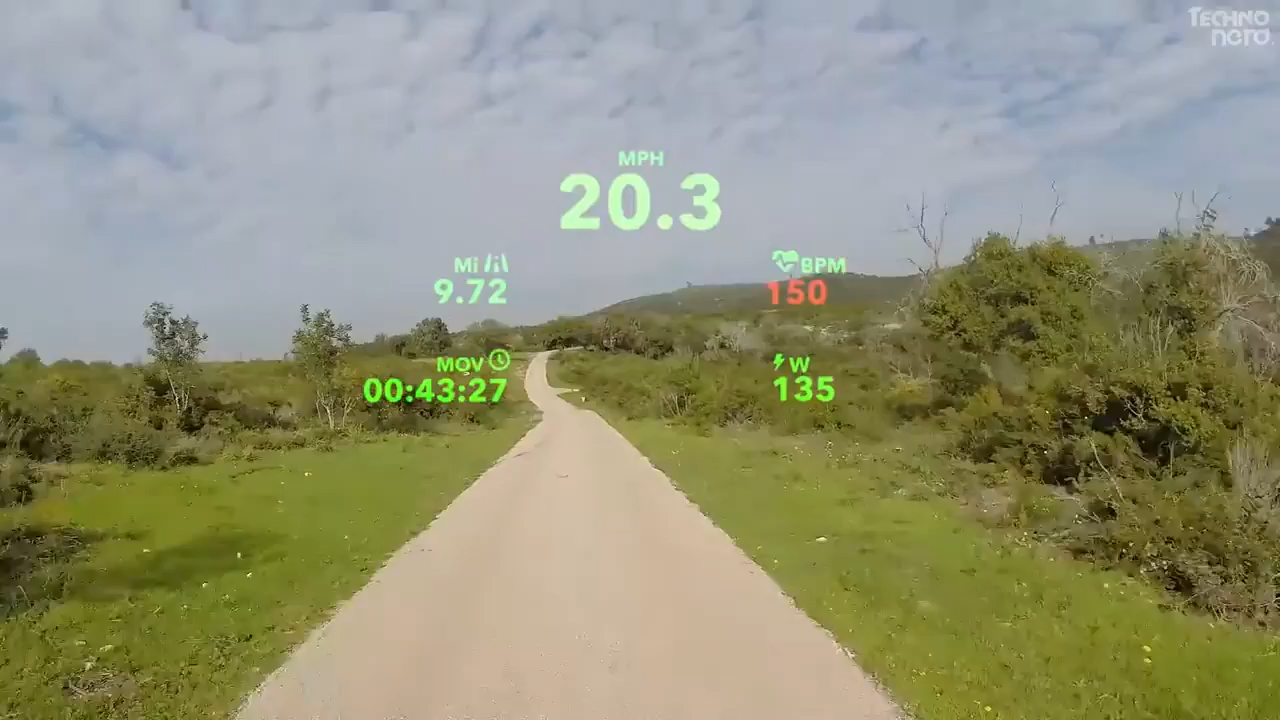 TECHNO
nerd
MPH
20.3
Mi
9.72
BPM
150
MOV
00:43:27
W
135